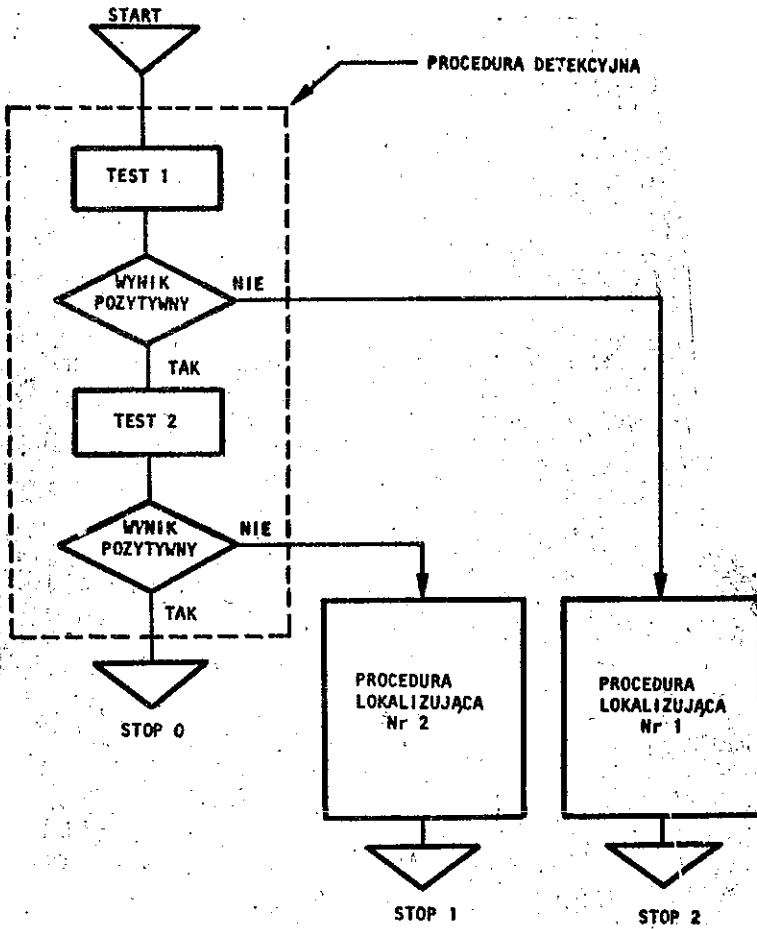 START
PROCEDURA DETEKCYJNA
TEST 1
WYNIK
POZYTYWNY
NIE
TAK
TEST 2
WYNIK
POZYTYWNY
NIE
TAK
STOP 0
PROCEDURA
LOKALIZUJĄCA
Nr 2
PROCEDURA
LOKALIZUJĄCA
Nr 1
STOP 1
STOP 2